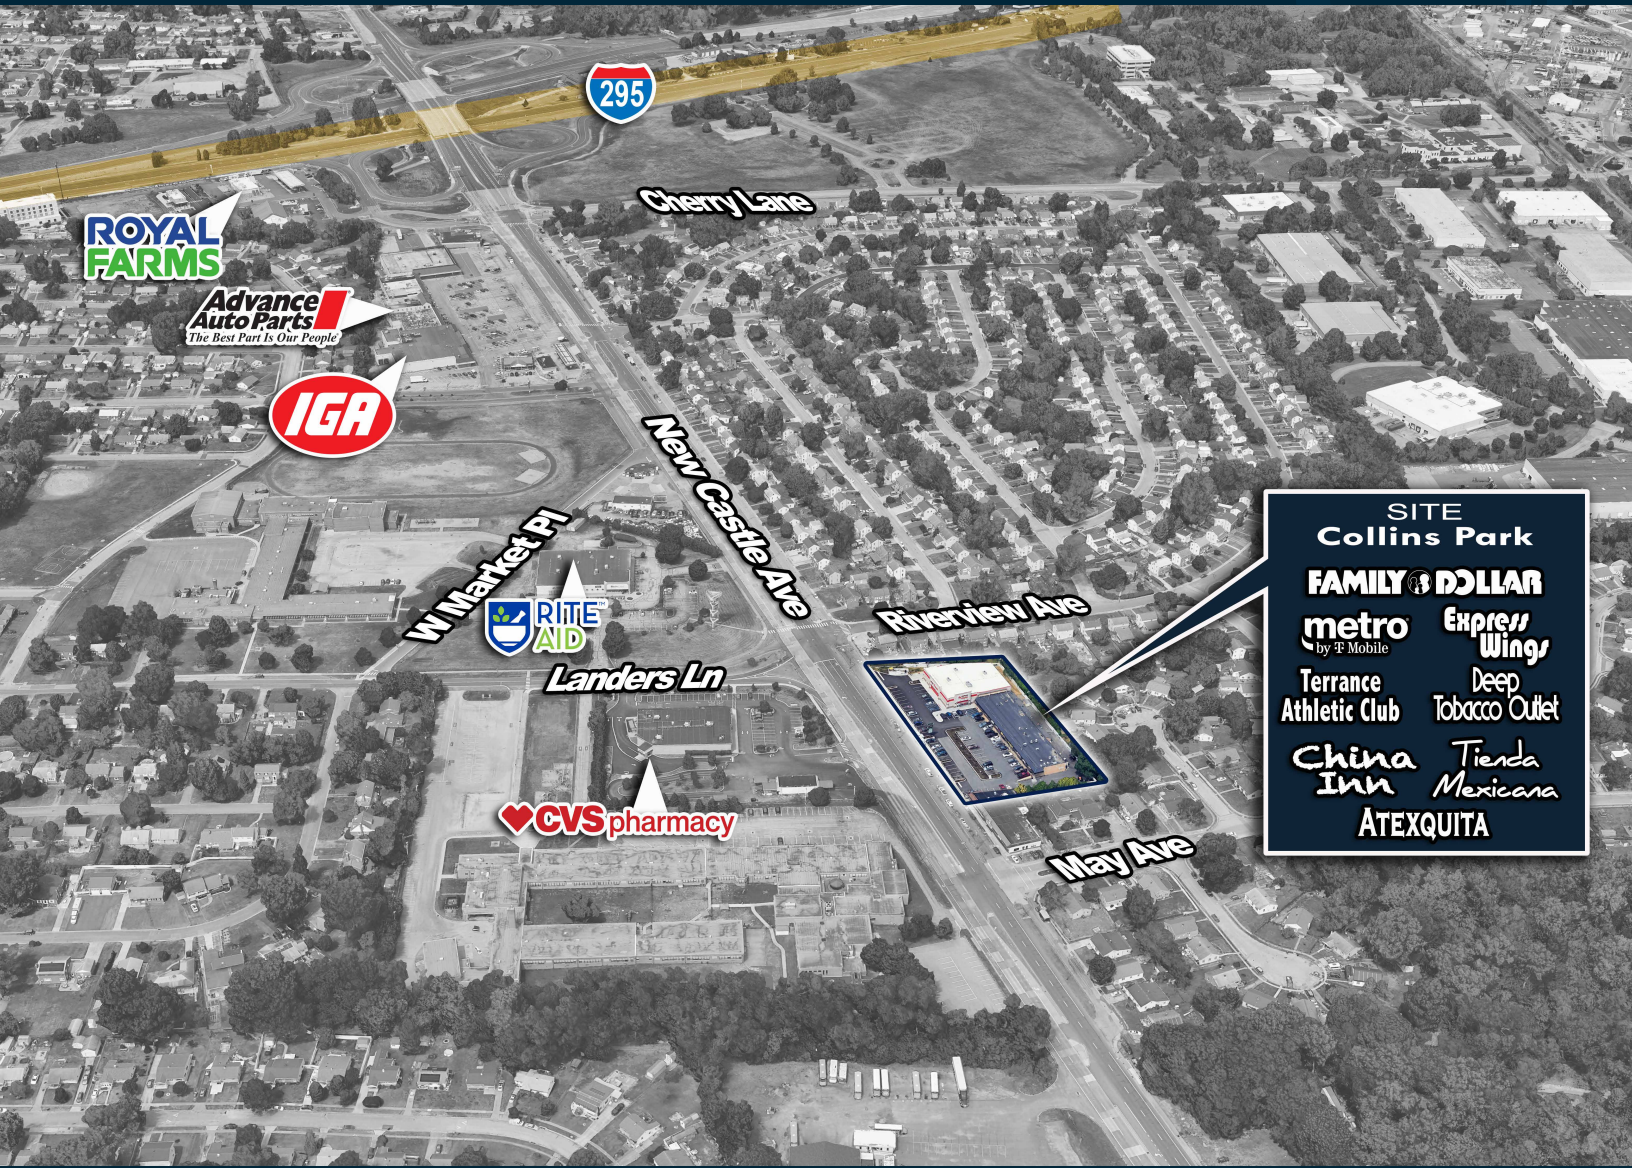 295
Cherry Lane
ROYAL
FARMS
Advance
Auto Parts
The Best Part Is Our People
IGA
New Castle Ave
W Market Pl
RITE
AID
Riverview Ave
Landers Ln
CVS pharmacy
May Ave
SITE
Collins Park
FAMILY DOLLAR
metro
by T Mobile
Express
Wings
Terrance
Athletic Club
Deep
Tobacco Outlet
China
Inn
Tienda
Mexicana
ATEXQUITA